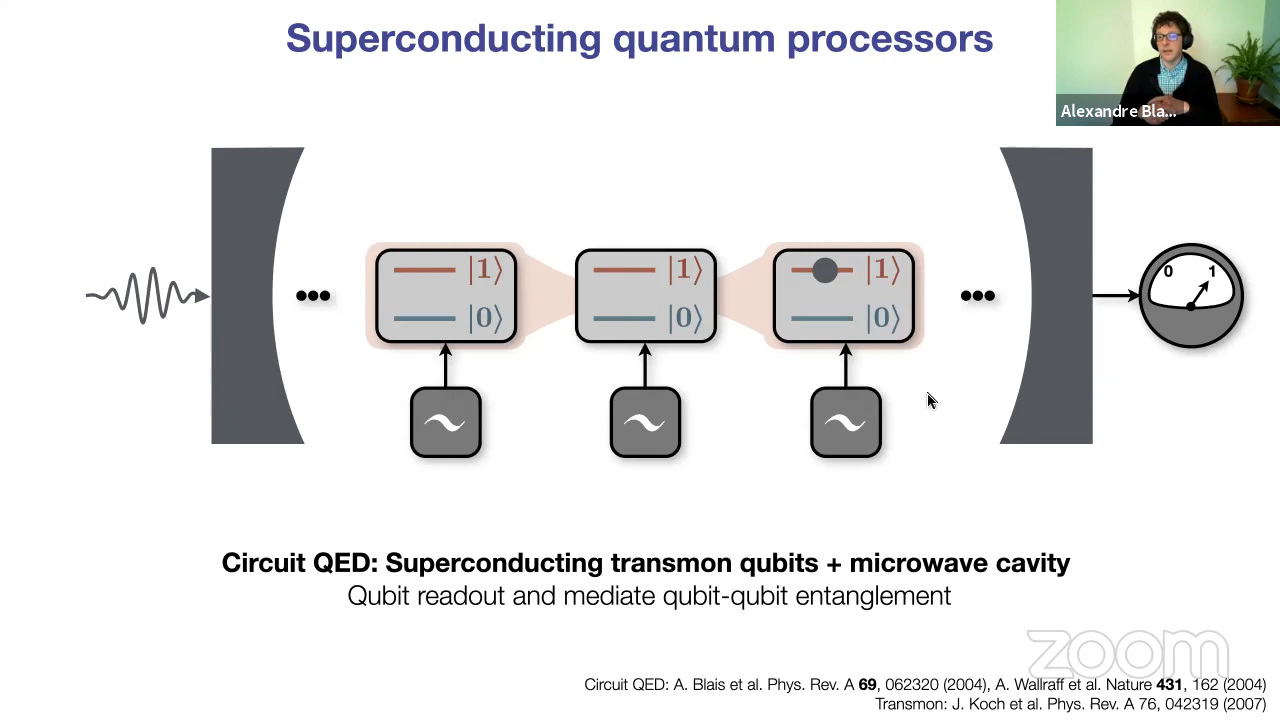 Superconducting quantum processors
Alexandre Bla...
|1⟩ |1⟩ |1⟩
|0⟩ |0⟩ |0⟩
0 1
Circuit QED: Superconducting transmon qubits + microwave cavity
Qubit readout and mediate qubit-qubit entanglement
zoom
Circuit QED: A. Blais et al. Phys. Rev. A 69, 062320 (2004), A. Wallraff et al. Nature 431, 162 (2004)
Transmon: J. Koch et al. Phys. Rev. A 76, 042319 (2007)